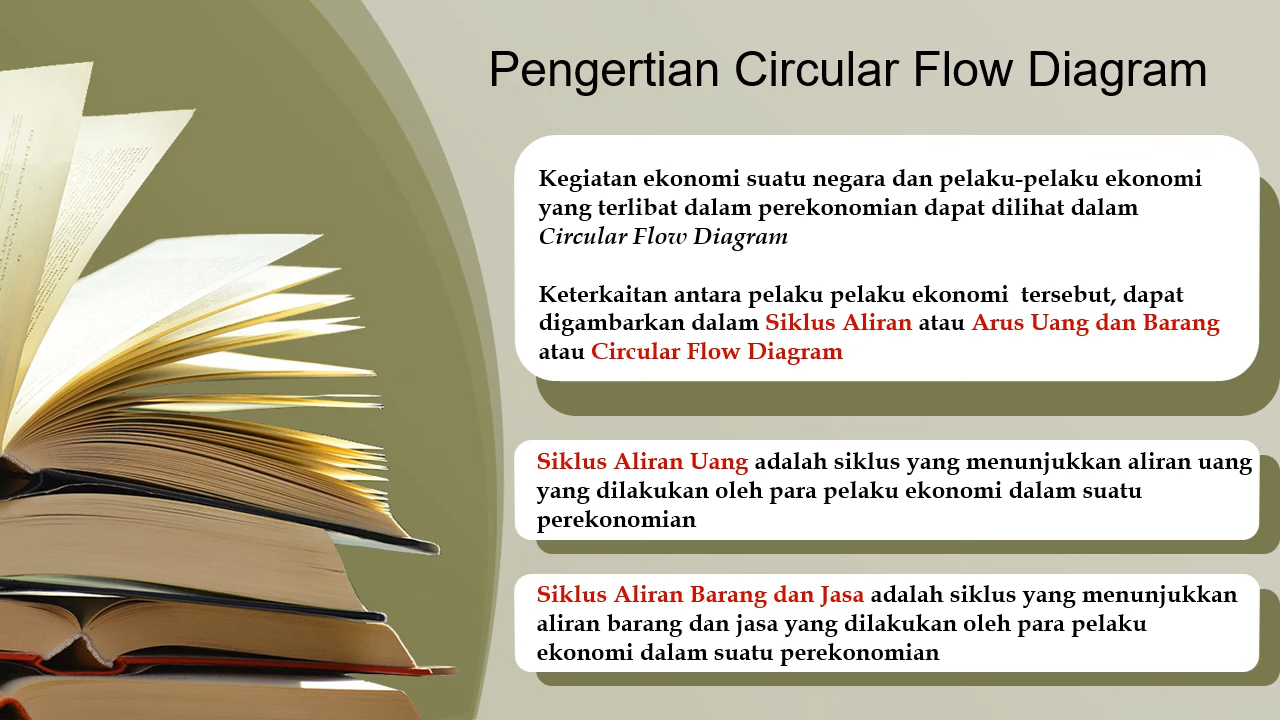 Pengertian Circular Flow Diagram
Kegiatan ekonomi suatu negara dan pelaku-pelaku ekonomi
yang terlibat dalam perekonomian dapat dilihat dalam
Circular Flow Diagram
Keterkaitan antara pelaku pelaku ekonomi  tersebut, dapat
digambarkan dalam Siklus Aliran atau Arus Uang dan Barang
atau Circular Flow Diagram
Siklus Aliran Uang adalah siklus yang menunjukkan aliran uang
yang dilakukan oleh para pelaku ekonomi dalam suatu
perekonomian
Siklus Aliran Barang dan Jasa adalah siklus yang menunjukkan
aliran barang dan jasa yang dilakukan oleh para pelaku
ekonomi dalam suatu perekonomian